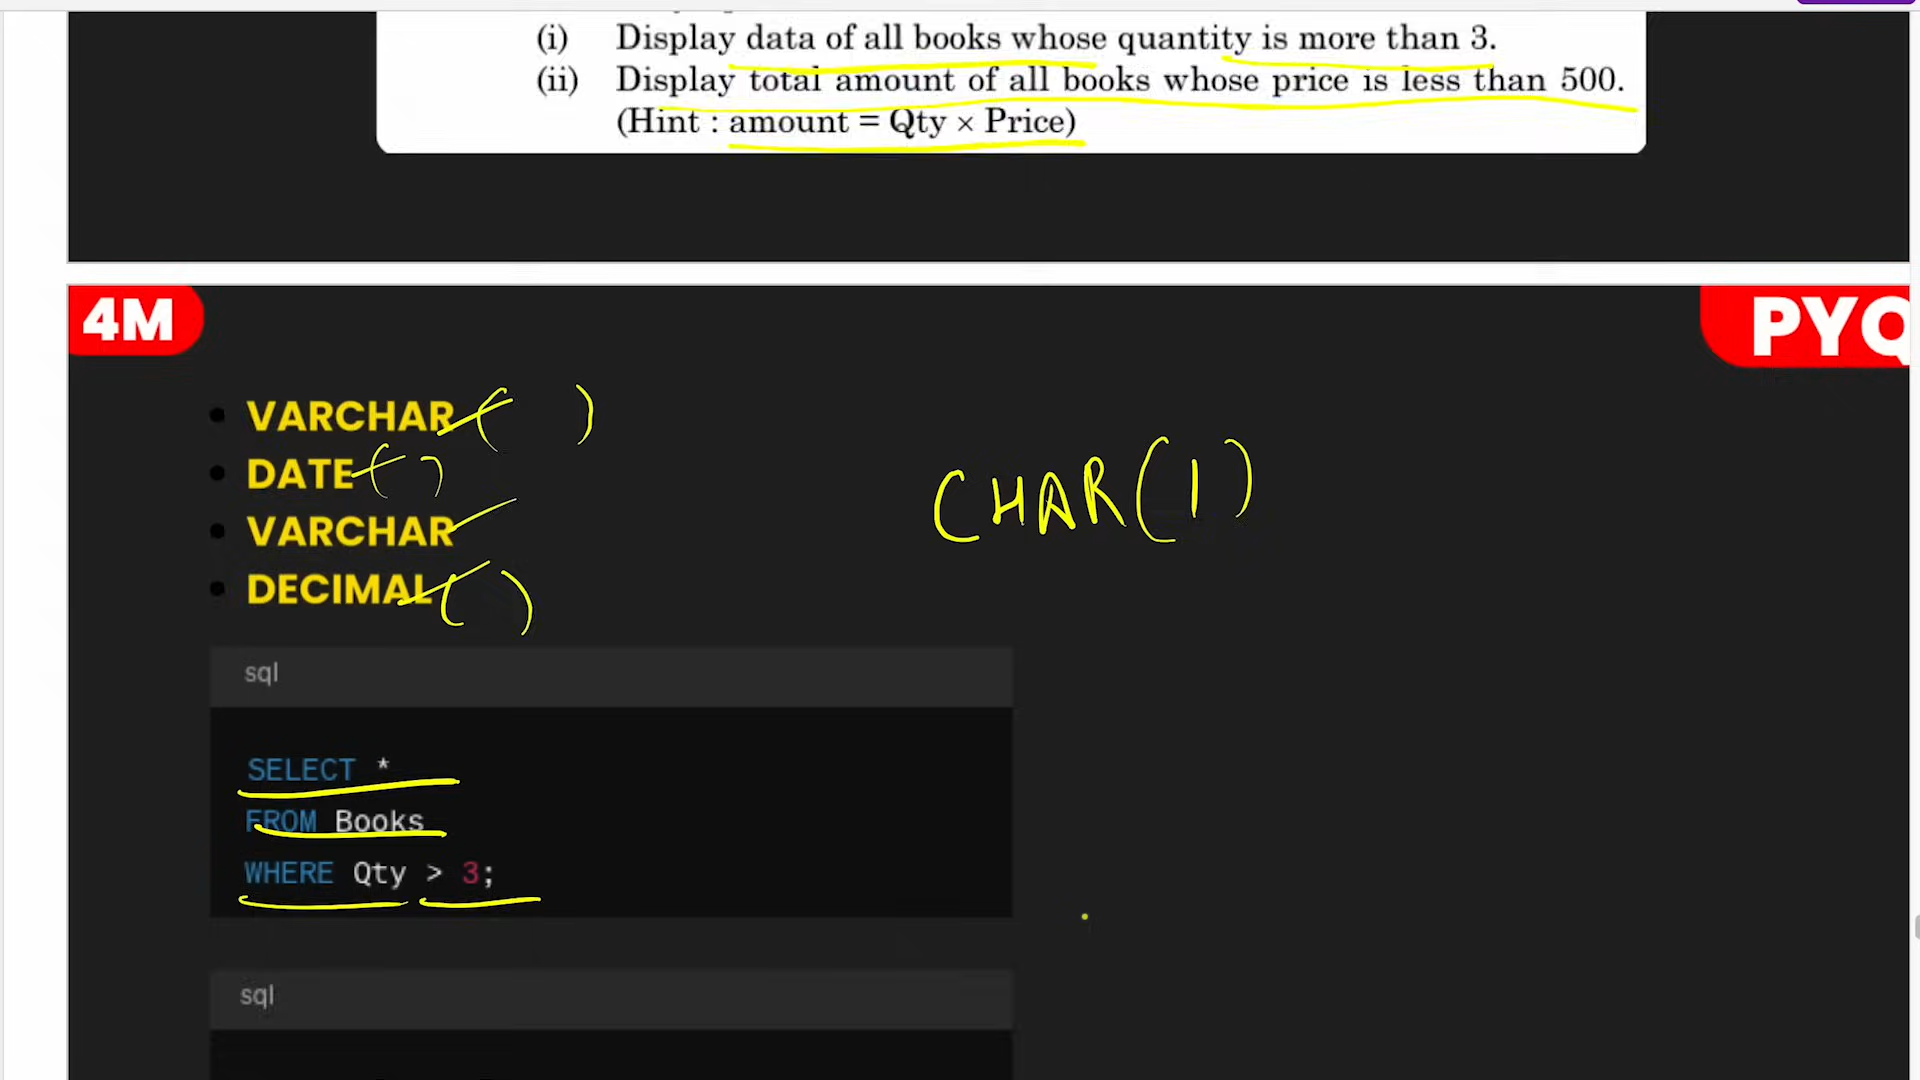 (i) Display data of all books whose quantity is more than 3.
(ii) Display total amount of all books whose price is less than 500.
(Hint : amount = Qty × Price)
4M
PYQ
• VARCHAR ( )
• DATE ( )
• VARCHAR
• DECIMAL ( )
CHAR(1)
sql
SELECT *
FROM Books
WHERE Qty > 3;
sql